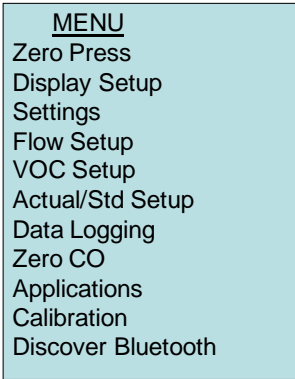 MENU
Zero Press
Display Setup
Settings
Flow Setup
VOC Setup
Actual/Std Setup
Data Logging
Zero CO
Applications
Calibration
Discover Bluetooth